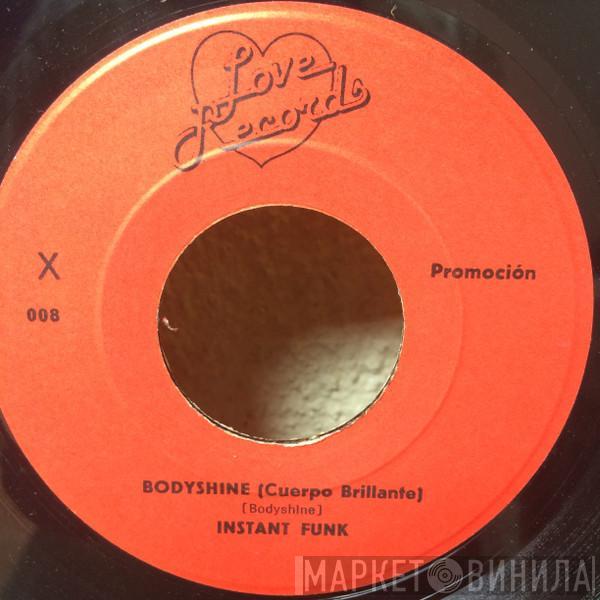 Love
Records
X
Promoción
008
BODYSHINE (Cuerpo Brillante)
[Bodyshine]
INSTANT FUNK
МАРКЕТ ВИНИЛА